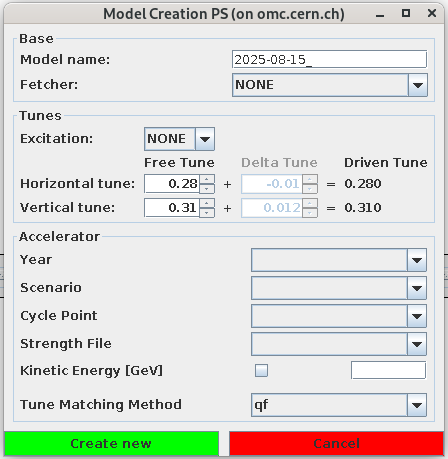 Model Creation PS (on omc.cern.ch)
Base
Model name: 2025-08-15_
Fetcher: NONE
Tunes
Excitation: NONE
Free Tune Delta Tune Driven Tune
Horizontal tune: 0.28 + -0.01 = 0.280
Vertical tune: 0.31 + 0.012 = 0.310
Accelerator
Year
Scenario
Cycle Point
Strength File
Kinetic Energy [GeV]
Tune Matching Method qf
Create new Cancel